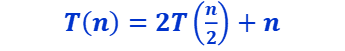 T(n) = 2T(n/2) + n